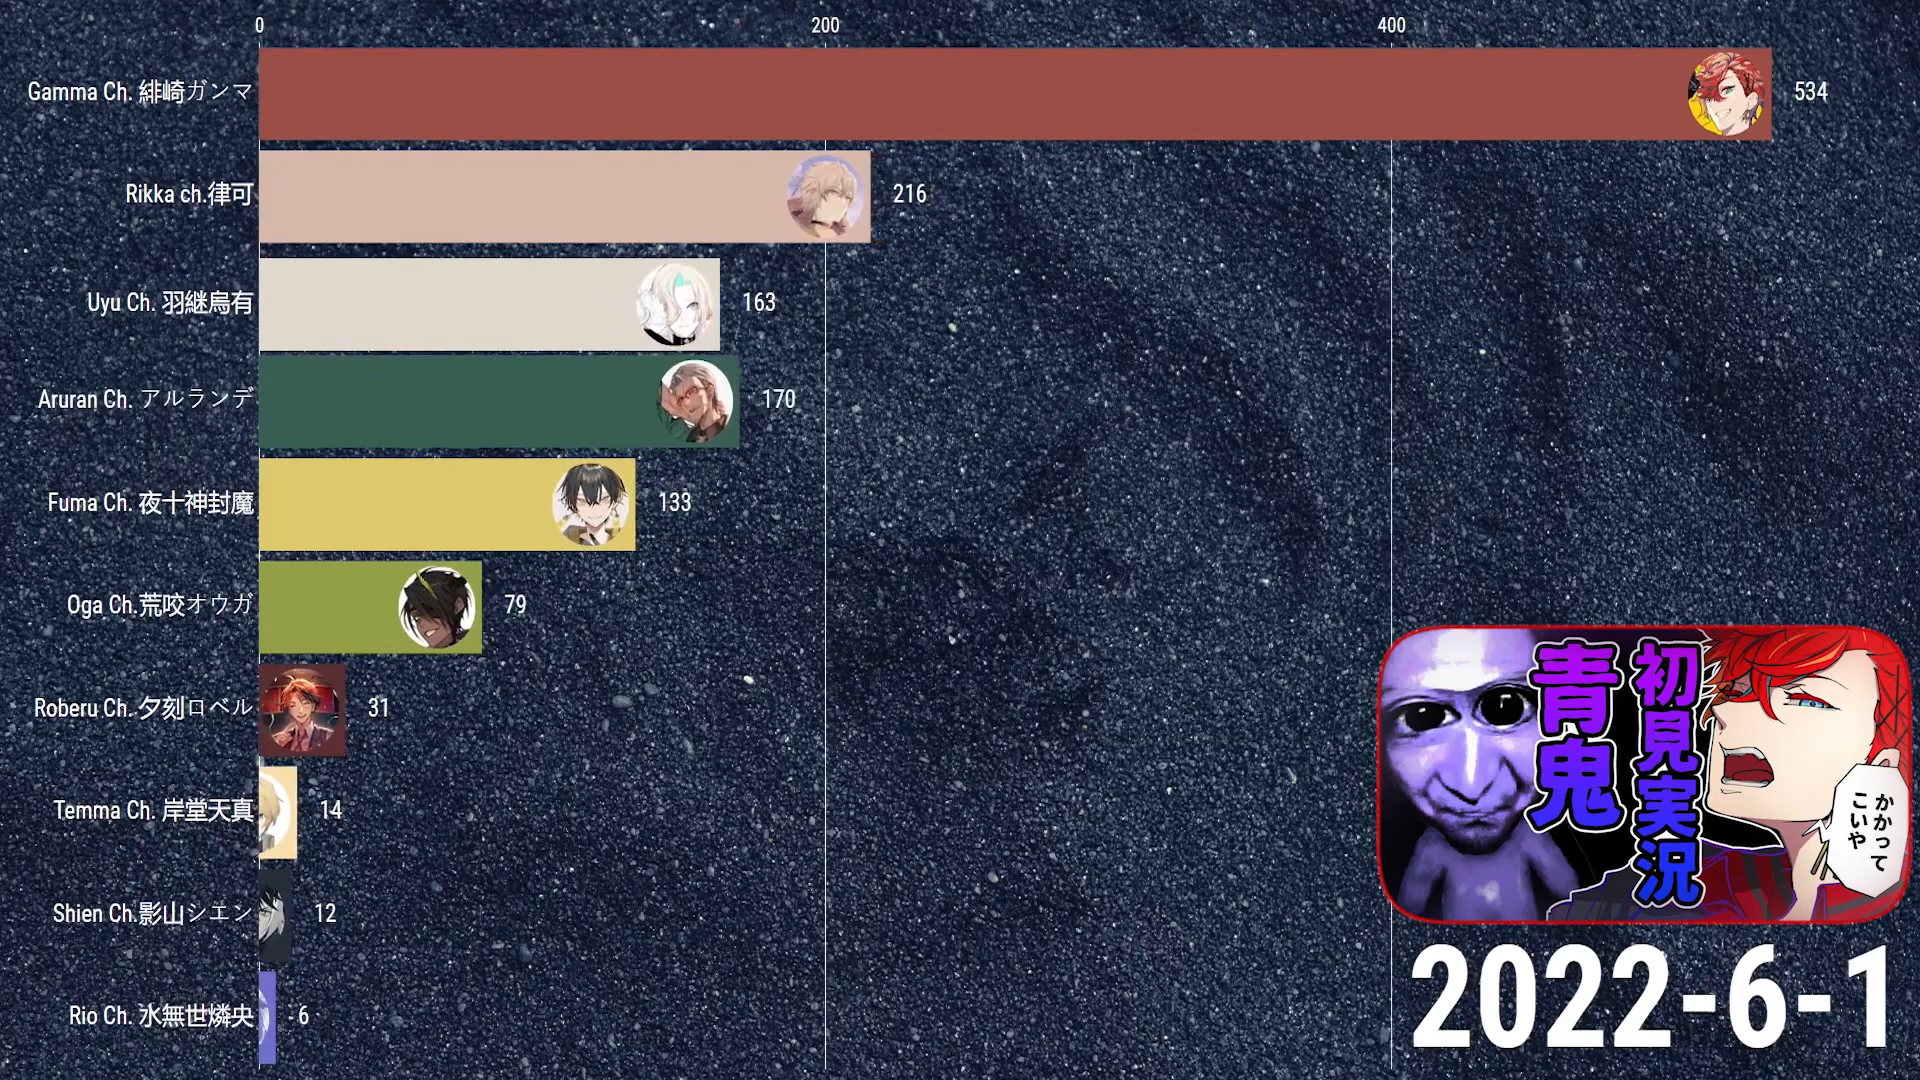 0 200 400
Gamma Ch. 緋崎ガンマ 534
Rikka ch.律可 216
Uyu Ch. 羽継烏有 163
Aruran Ch. アルランデ 170
Fuma Ch. 夜十神封魔 133
Oga Ch.荒咬オウガ 79
Roberu Ch. 夕刻ロベル 31
Temma Ch. 岸堂天真 14
Shien Ch.影山シエン 12
Rio Ch. 氷無世燐央 -6
初見実況
青鬼
かかって
こいや
2022-6-1